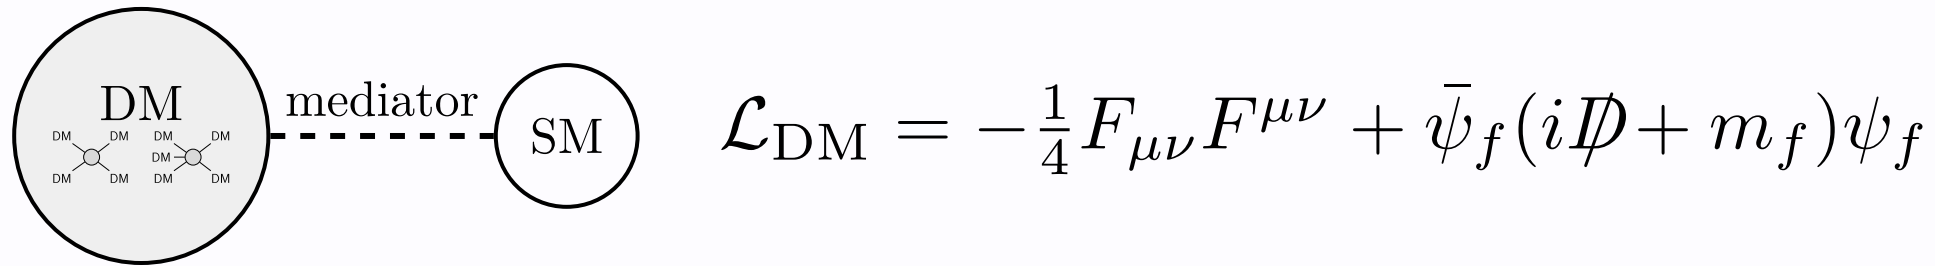 DM
mediator
SM
DM DM DM DM
DM
DM DM DM DM
ℒ_DM = −¼F_μνF^μν + ψ̄_f(iD̸ + m_f)ψ_f